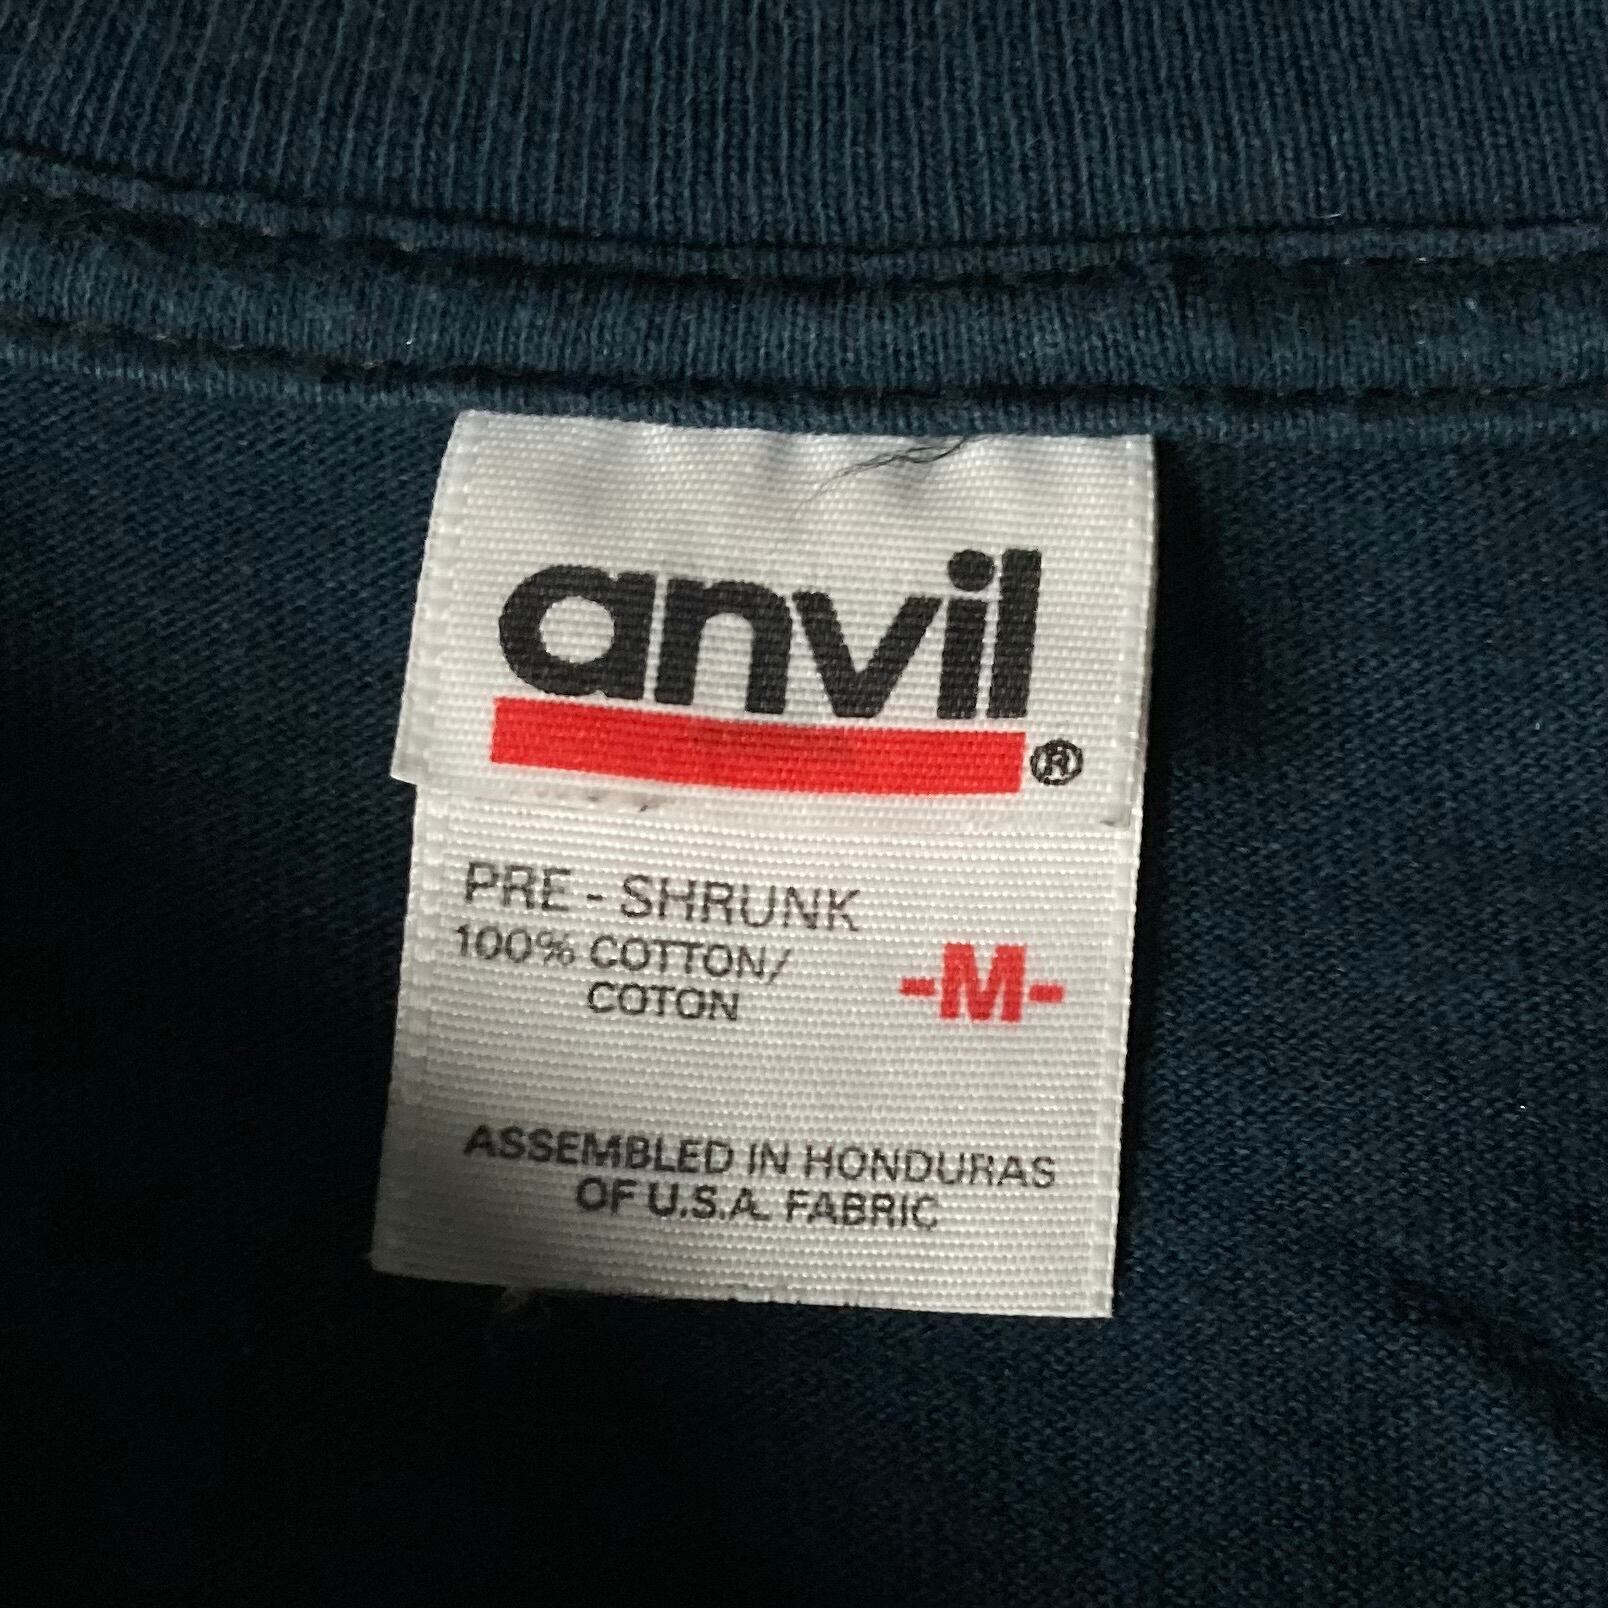 anvil®
PRE - SHRUNK
100% COTTON/
COTON
-M-
ASSEMBLED IN HONDURAS
OF U.S.A. FABRIC